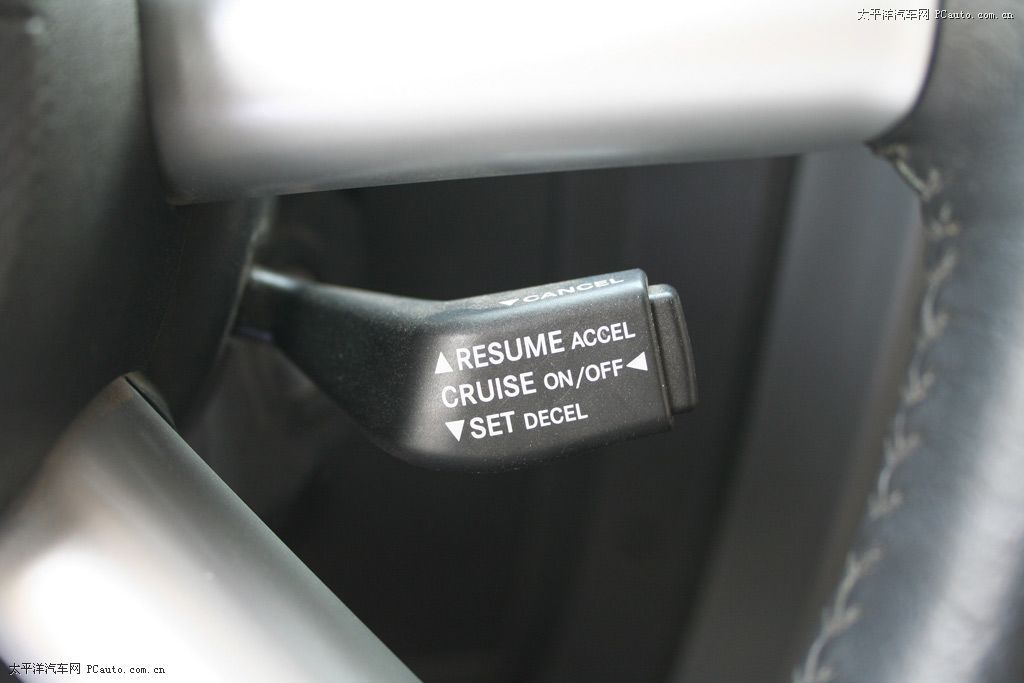 太平洋汽车网 PCauto.com.cn
▼CANCEL
▲RESUME ACCEL
CRUISE ON/OFF◀
▼SET DECEL
太平洋汽车网 PCauto.com.cn